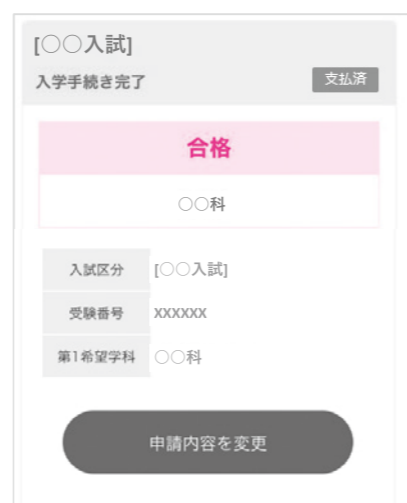 [○○入試]
入学手続き完了 支払済
合格
○○科
入試区分 [○○入試]
受験番号 XXXXXX
第1希望学科 ○○科
申請内容を変更